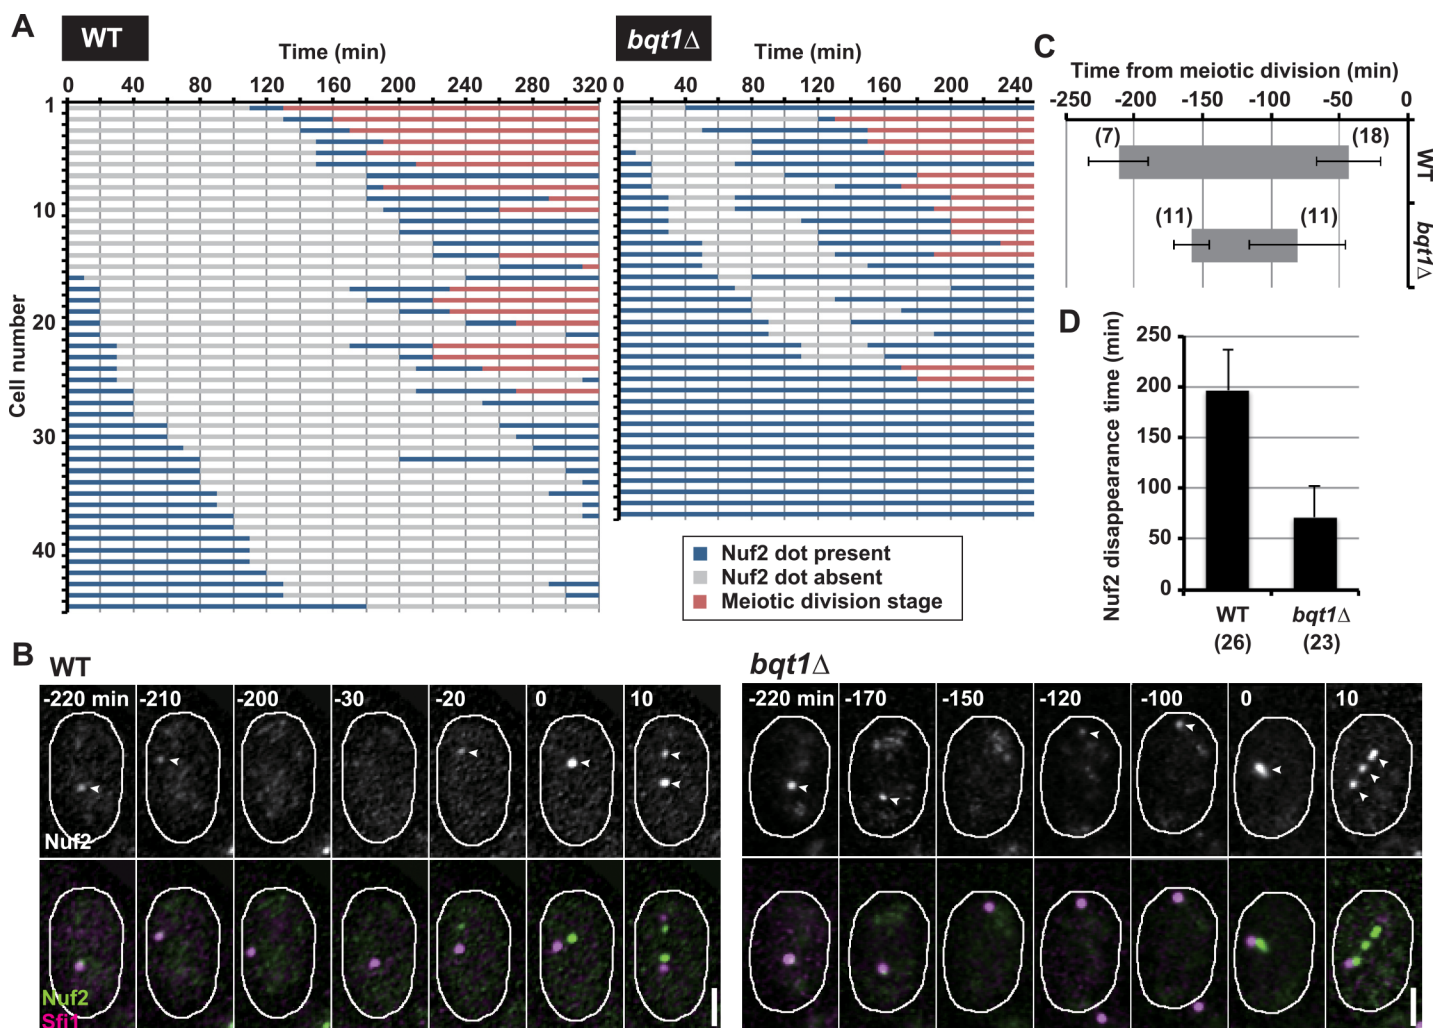 A
WT
Time (min)
0 40 80 120 160 200 240 280 320
1
10
20
30
40
Cell number
bqt1Δ
Time (min)
0 40 80 120 160 200 240
Nuf2 dot present
Nuf2 dot absent
Meiotic division stage
C
Time from meiotic division (min)
-250 -200 -150 -100 -50 0
(7) (18)
WT
(11) (11)
bqt1Δ
D
Nuf2 disappearance time (min)
250
200
150
100
50
0
WT bqt1Δ
(26) (23)
B
WT
-220 min -210 -200 -30 -20 0 10
Nuf2
Nuf2
Sfi1
bqt1Δ
-220 min -170 -150 -120 -100 0 10